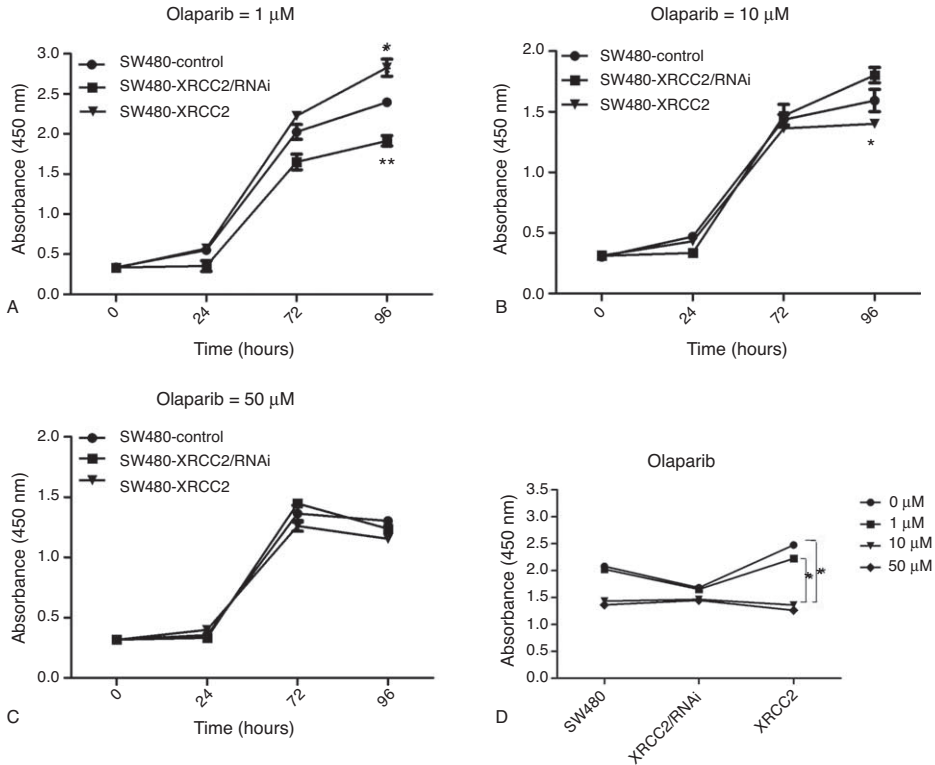 Olaparib = 1 μM
3.0
2.5
2.0
1.5
1.0
0.5
0.0
Absorbance (450 nm)
SW480-control
SW480-XRCC2/RNAi
SW480-XRCC2
*
**
0
24
72
96
Time (hours)
A
Olaparib = 10 μM
2.0
1.5
1.0
0.5
0.0
Absorbance (450 nm)
SW480-control
SW480-XRCC2/RNAi
SW480-XRCC2
*
0
24
72
96
Time (hours)
B
Olaparib = 50 μM
2.0
1.5
1.0
0.5
0.0
Absorbance (450 nm)
SW480-control
SW480-XRCC2/RNAi
SW480-XRCC2
0
24
72
96
Time (hours)
C
Olaparib
3.5
3.0
2.5
2.0
1.5
1.0
0.5
0.0
Absorbance (450 nm)
0 μM
1 μM
10 μM
50 μM
*
*
SW480
XRCC2/RNAi
XRCC2
D